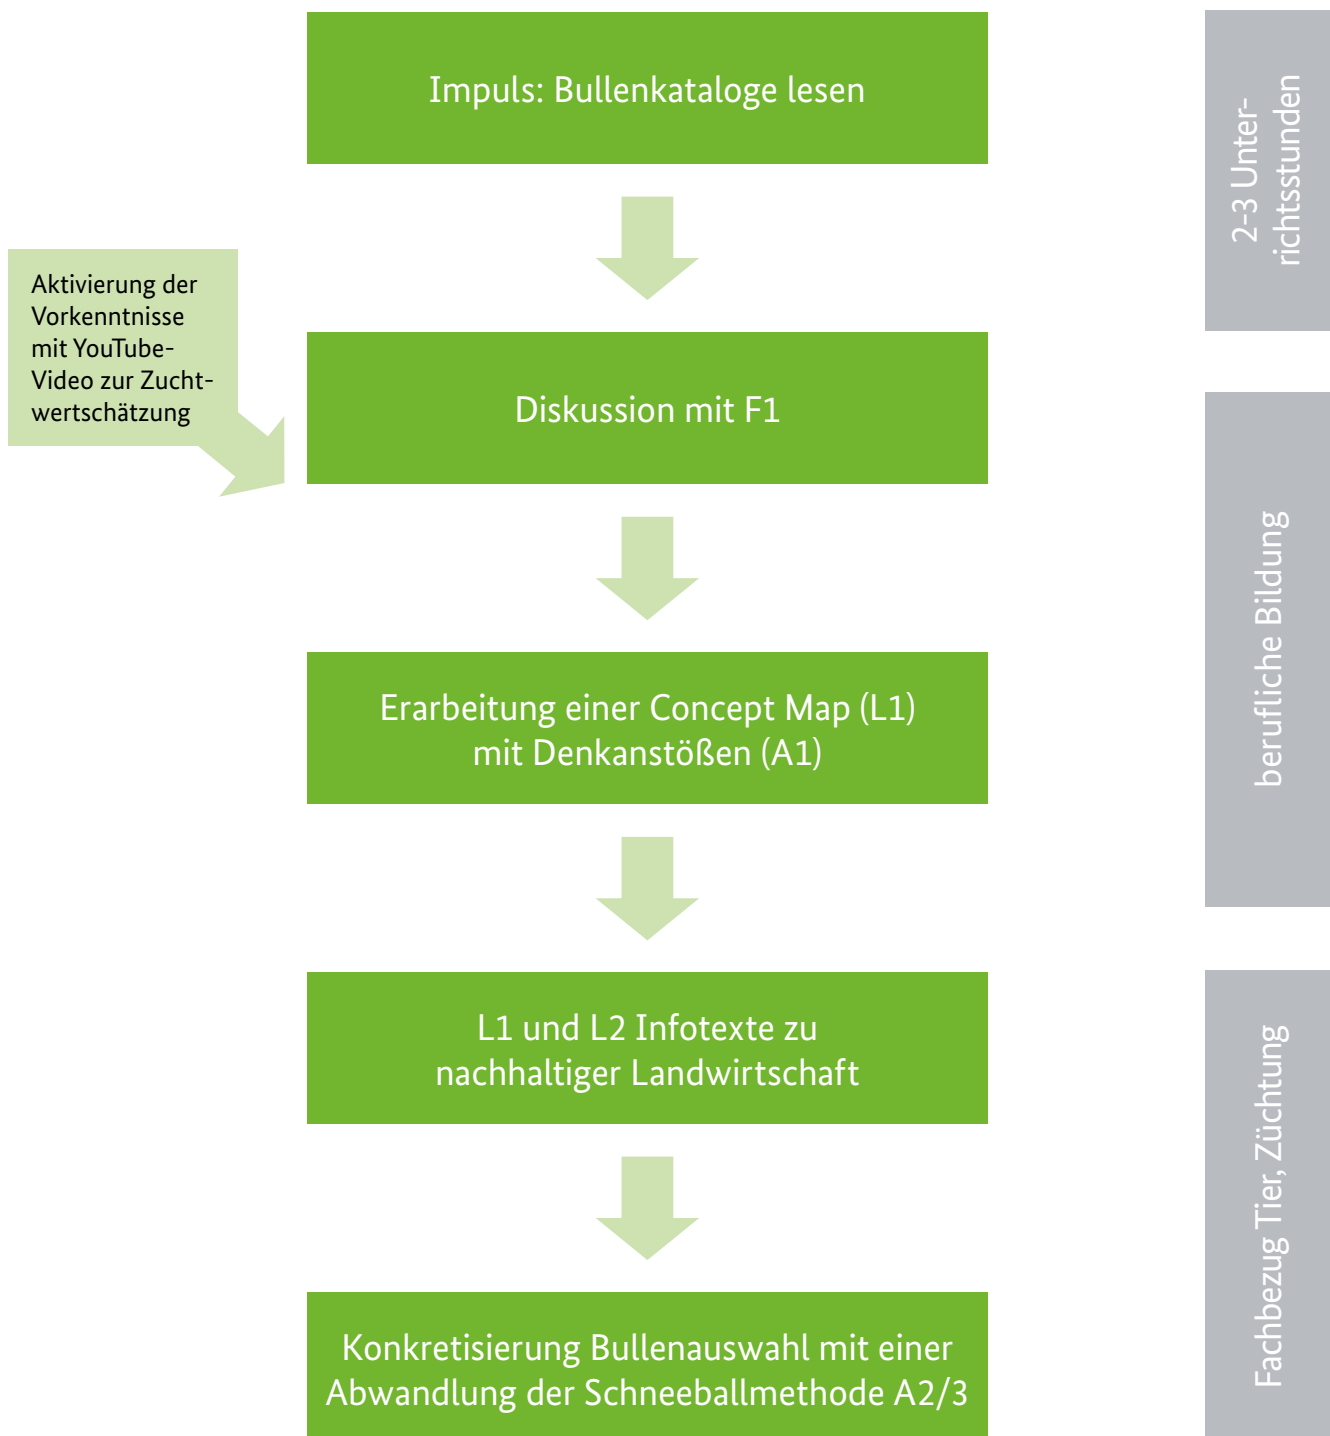 Impuls: Bullenkataloge lesen
Aktivierung der
Vorkenntnisse
mit YouTube-
Video zur Zucht-
wertschätzung
Diskussion mit F1
Erarbeitung einer Concept Map (L1)
mit Denkanstößen (A1)
L1 und L2 Infotexte zu
nachhaltiger Landwirtschaft
Konkretisierung Bullenauswahl mit einer
Abwandlung der Schneeballmethode A2/3
2-3 Unter-
richtsstunden
berufliche Bildung
Fachbezug Tier, Züchtung